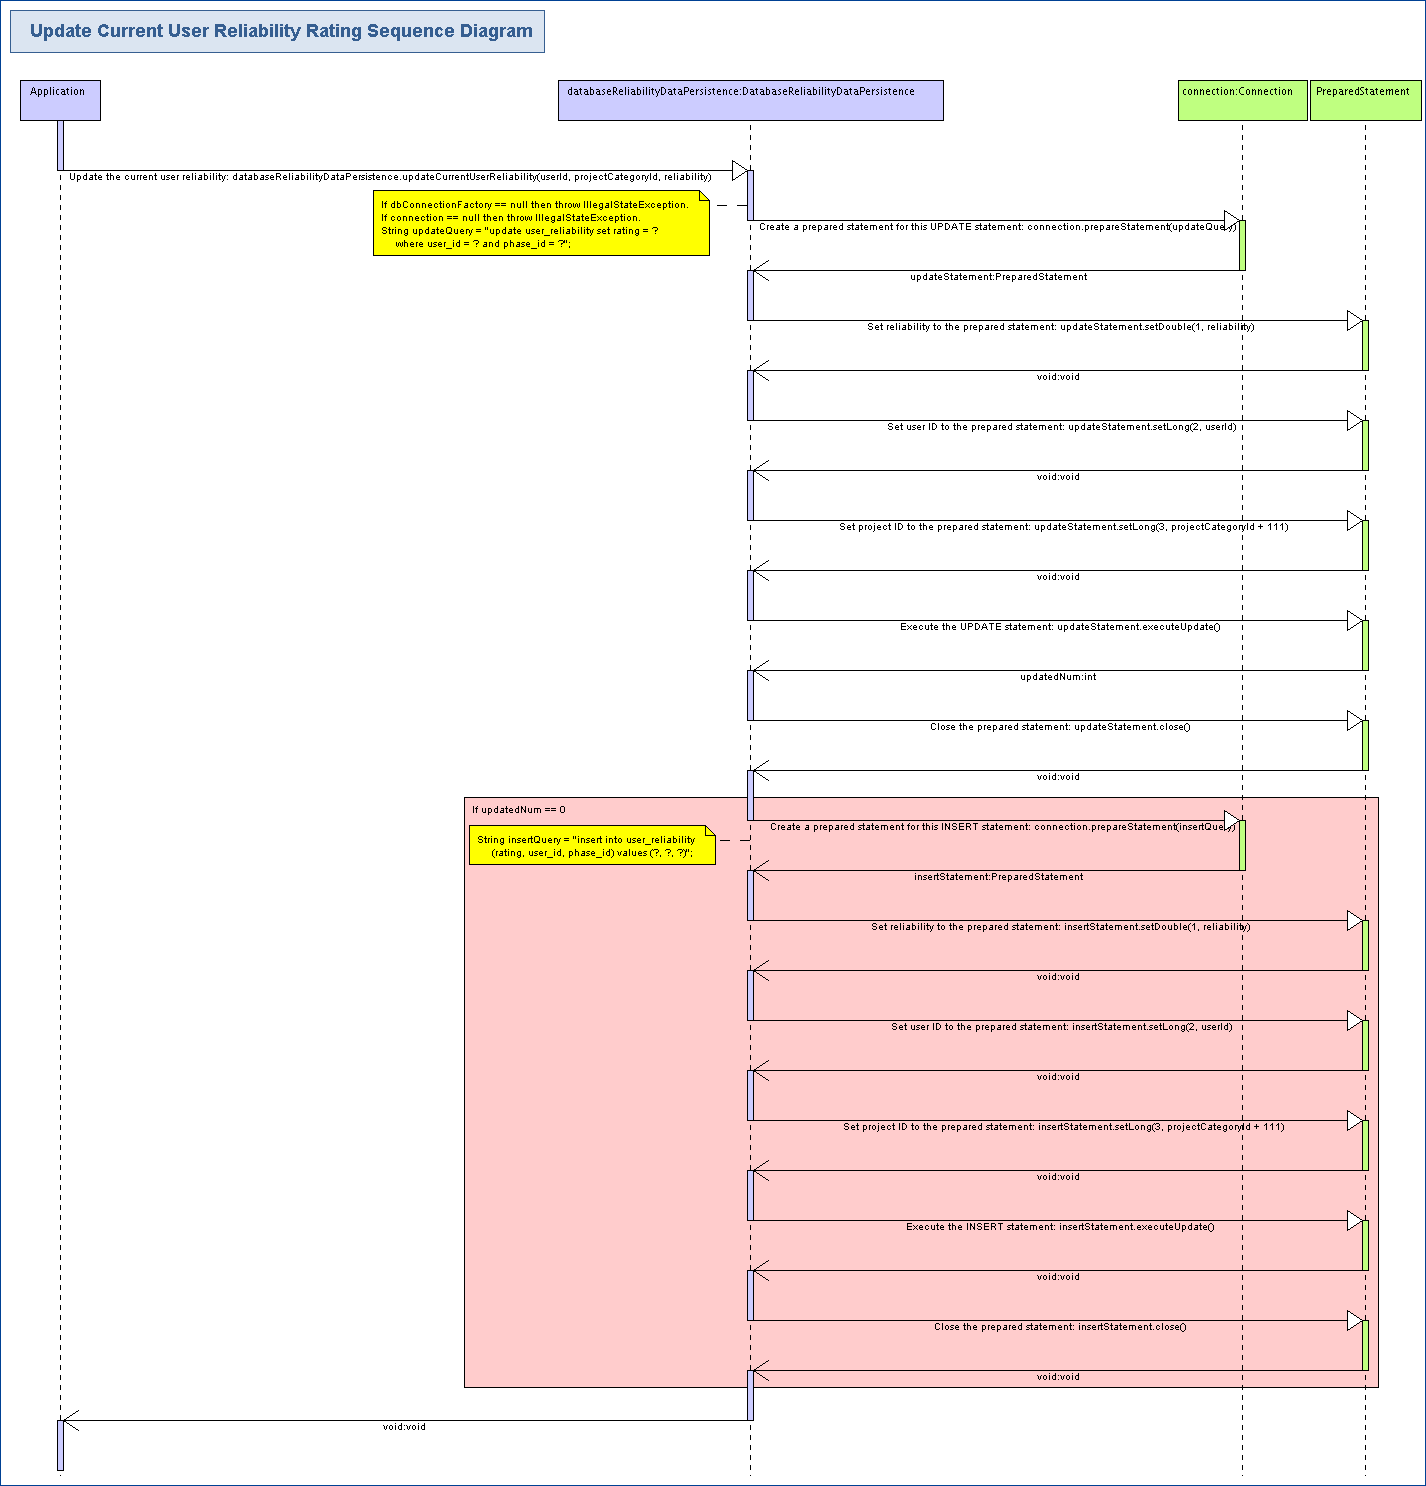 Update Current User Reliability Rating Sequence Diagram
Application
databaseReliabilityDataPersistence:DatabaseReliabilityDataPersistence
connection:Connection
PreparedStatement
Update the current user reliability: databaseReliabilityDataPersistence.updateCurrentUserReliability(userId, projectCategoryId, reliability)
If dbConnectionFactory == null then throw IllegalStateException.
If connection == null then throw IllegalStateException.
String updateQuery = "update user_reliability set rating = ?
where user_id = ? and phase_id = ?";
Create a prepared statement for this UPDATE statement: connection.prepareStatement(updateQuery)
updateStatement:PreparedStatement
Set reliability to the prepared statement: updateStatement.setDouble(1, reliability)
void:void
Set user ID to the prepared statement: updateStatement.setLong(2, userId)
void:void
Set project ID to the prepared statement: updateStatement.setLong(3, projectCategoryId + 111)
void:void
Execute the UPDATE statement: updateStatement.executeUpdate()
updatedNum:int
Close the prepared statement: updateStatement.close()
void:void
If updatedNum == 0
Create a prepared statement for this INSERT statement: connection.prepareStatement(insertQuery)
String insertQuery = "insert into user_reliability
(rating, user_id, phase_id) values (?, ?, ?)";
insertStatement:PreparedStatement
Set reliability to the prepared statement: insertStatement.setDouble(1, reliability)
void:void
Set user ID to the prepared statement: insertStatement.setLong(2, userId)
void:void
Set project ID to the prepared statement: insertStatement.setLong(3, projectCategoryId + 111)
void:void
Execute the INSERT statement: insertStatement.executeUpdate()
void:void
Close the prepared statement: insertStatement.close()
void:void
void:void